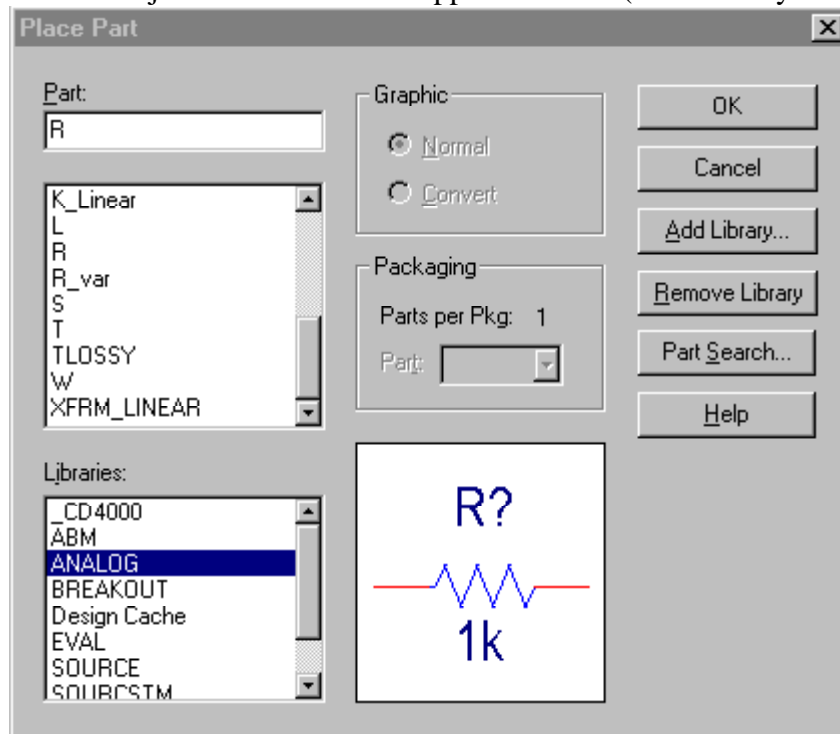 Place Part
Part:
R
K_Linear
L
R
R_var
S
T
TLOSSY
W
XFRM_LINEAR
Libraries:
_CD4000
ABM
ANALOG
BREAKOUT
Design Cache
EVAL
SOURCE
SOURCSTM
Graphic
Normal
Convert
Packaging
Parts per Pkg: 1
Part:
R?
1k
OK
Cancel
Add Library...
Remove Library
Part Search...
Help